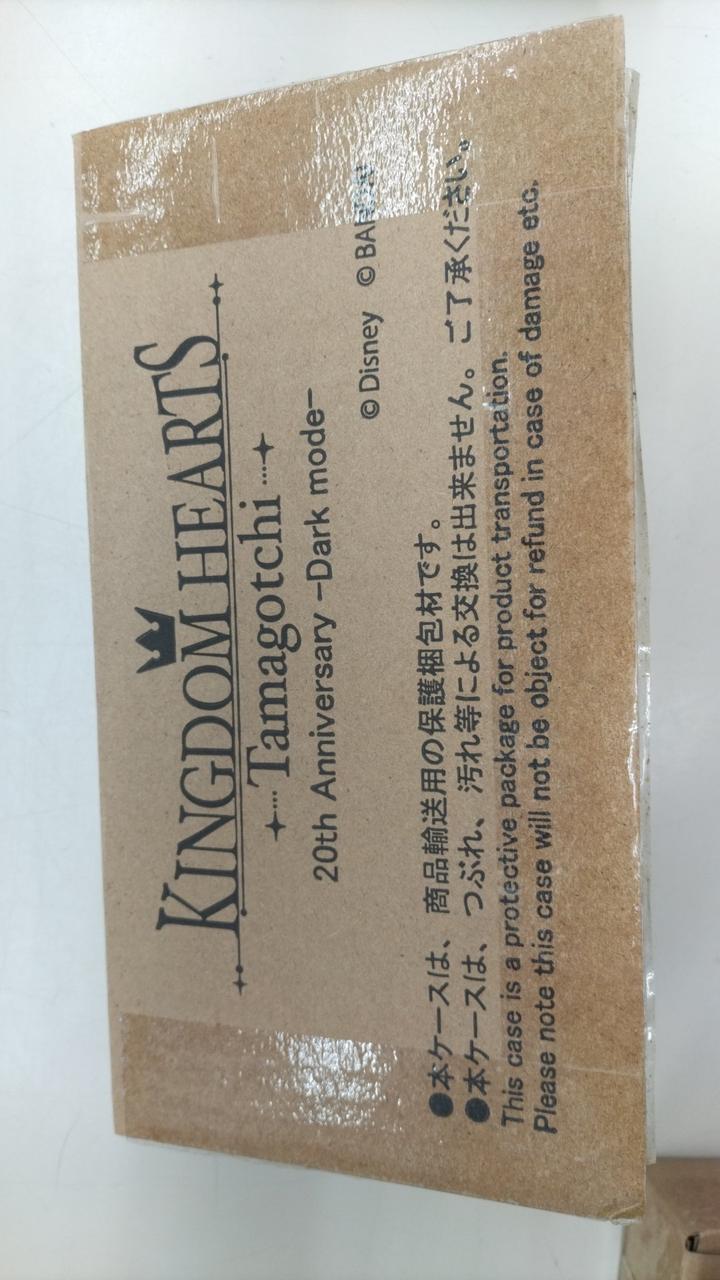 KINGDOM HEARTS
Tamagotchi
20th Anniversary -Dark mode-
© Disney © BANDAI
●本ケースは、商品輸送用の保護梱包材です。
●本ケースは、つぶれ、汚れ等による交換は出来ません。ご了承ください。
This case is a protective package for product transportation.
Please note this case will not be object for refund in case of damage etc.